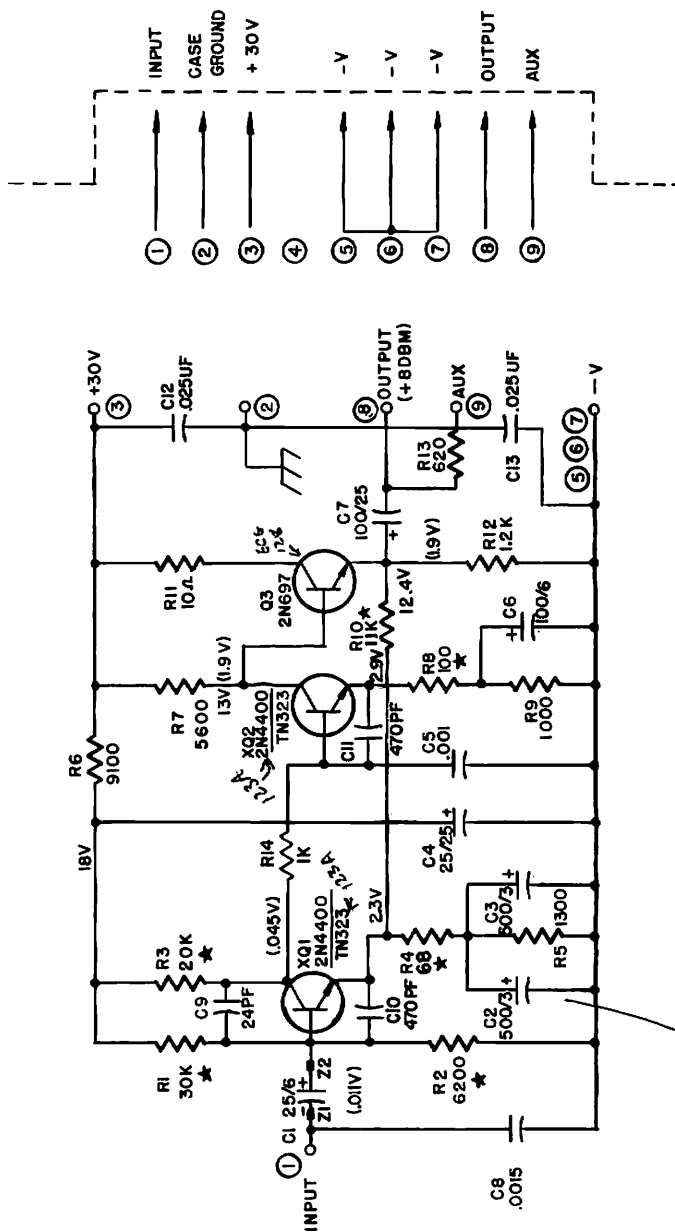 INPUT
CASE
GROUND
+ 30V
-V
-V
-V
OUTPUT
AUX
1
2
3
4
5
6
7
8
9
+30V
3
C12
.025UF
2
8
OUTPUT
(+8DBM)
AUX
9
R13
620
C13
.025UF
5 6 7
-V
R11
10Ω
ECG
128
Q3
2N697
C7
100/25
+
R10 ★
11K
12.4V
(1.9V)
R12
1.2K
R6
9100
R7
5600
13V (1.9V)
XQ2
2N4400
TN323
123A
C11
470PF
2.9V
R8
100
★
C6
100/6
+
R9
1000
C5
.001
18V
R14
1K
C4
25/25
+
R3
20K
★
C9
24PF
(.045V)
XQ1
2N4400
TN323
123A
2.3V
C10
470PF
R4
68
★
C3
500/3
+
R5
1300
C2
500/3
+
R1
30K
★
R2
6200
★
INPUT
1
C1
25/6
-
+
Z1
Z2
(.011V)
C8
.0015